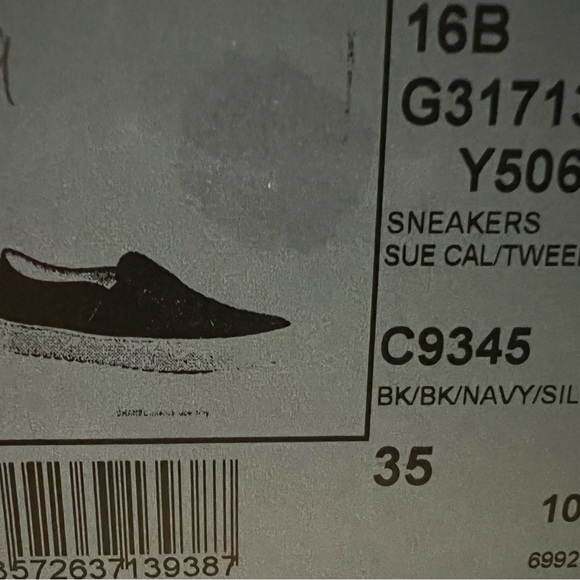 16B
G31713
Y506
SNEAKERS
SUE CAL/TWEE
C9345
BK/BK/NAVY/SIL
35
10
6992
3572637139387